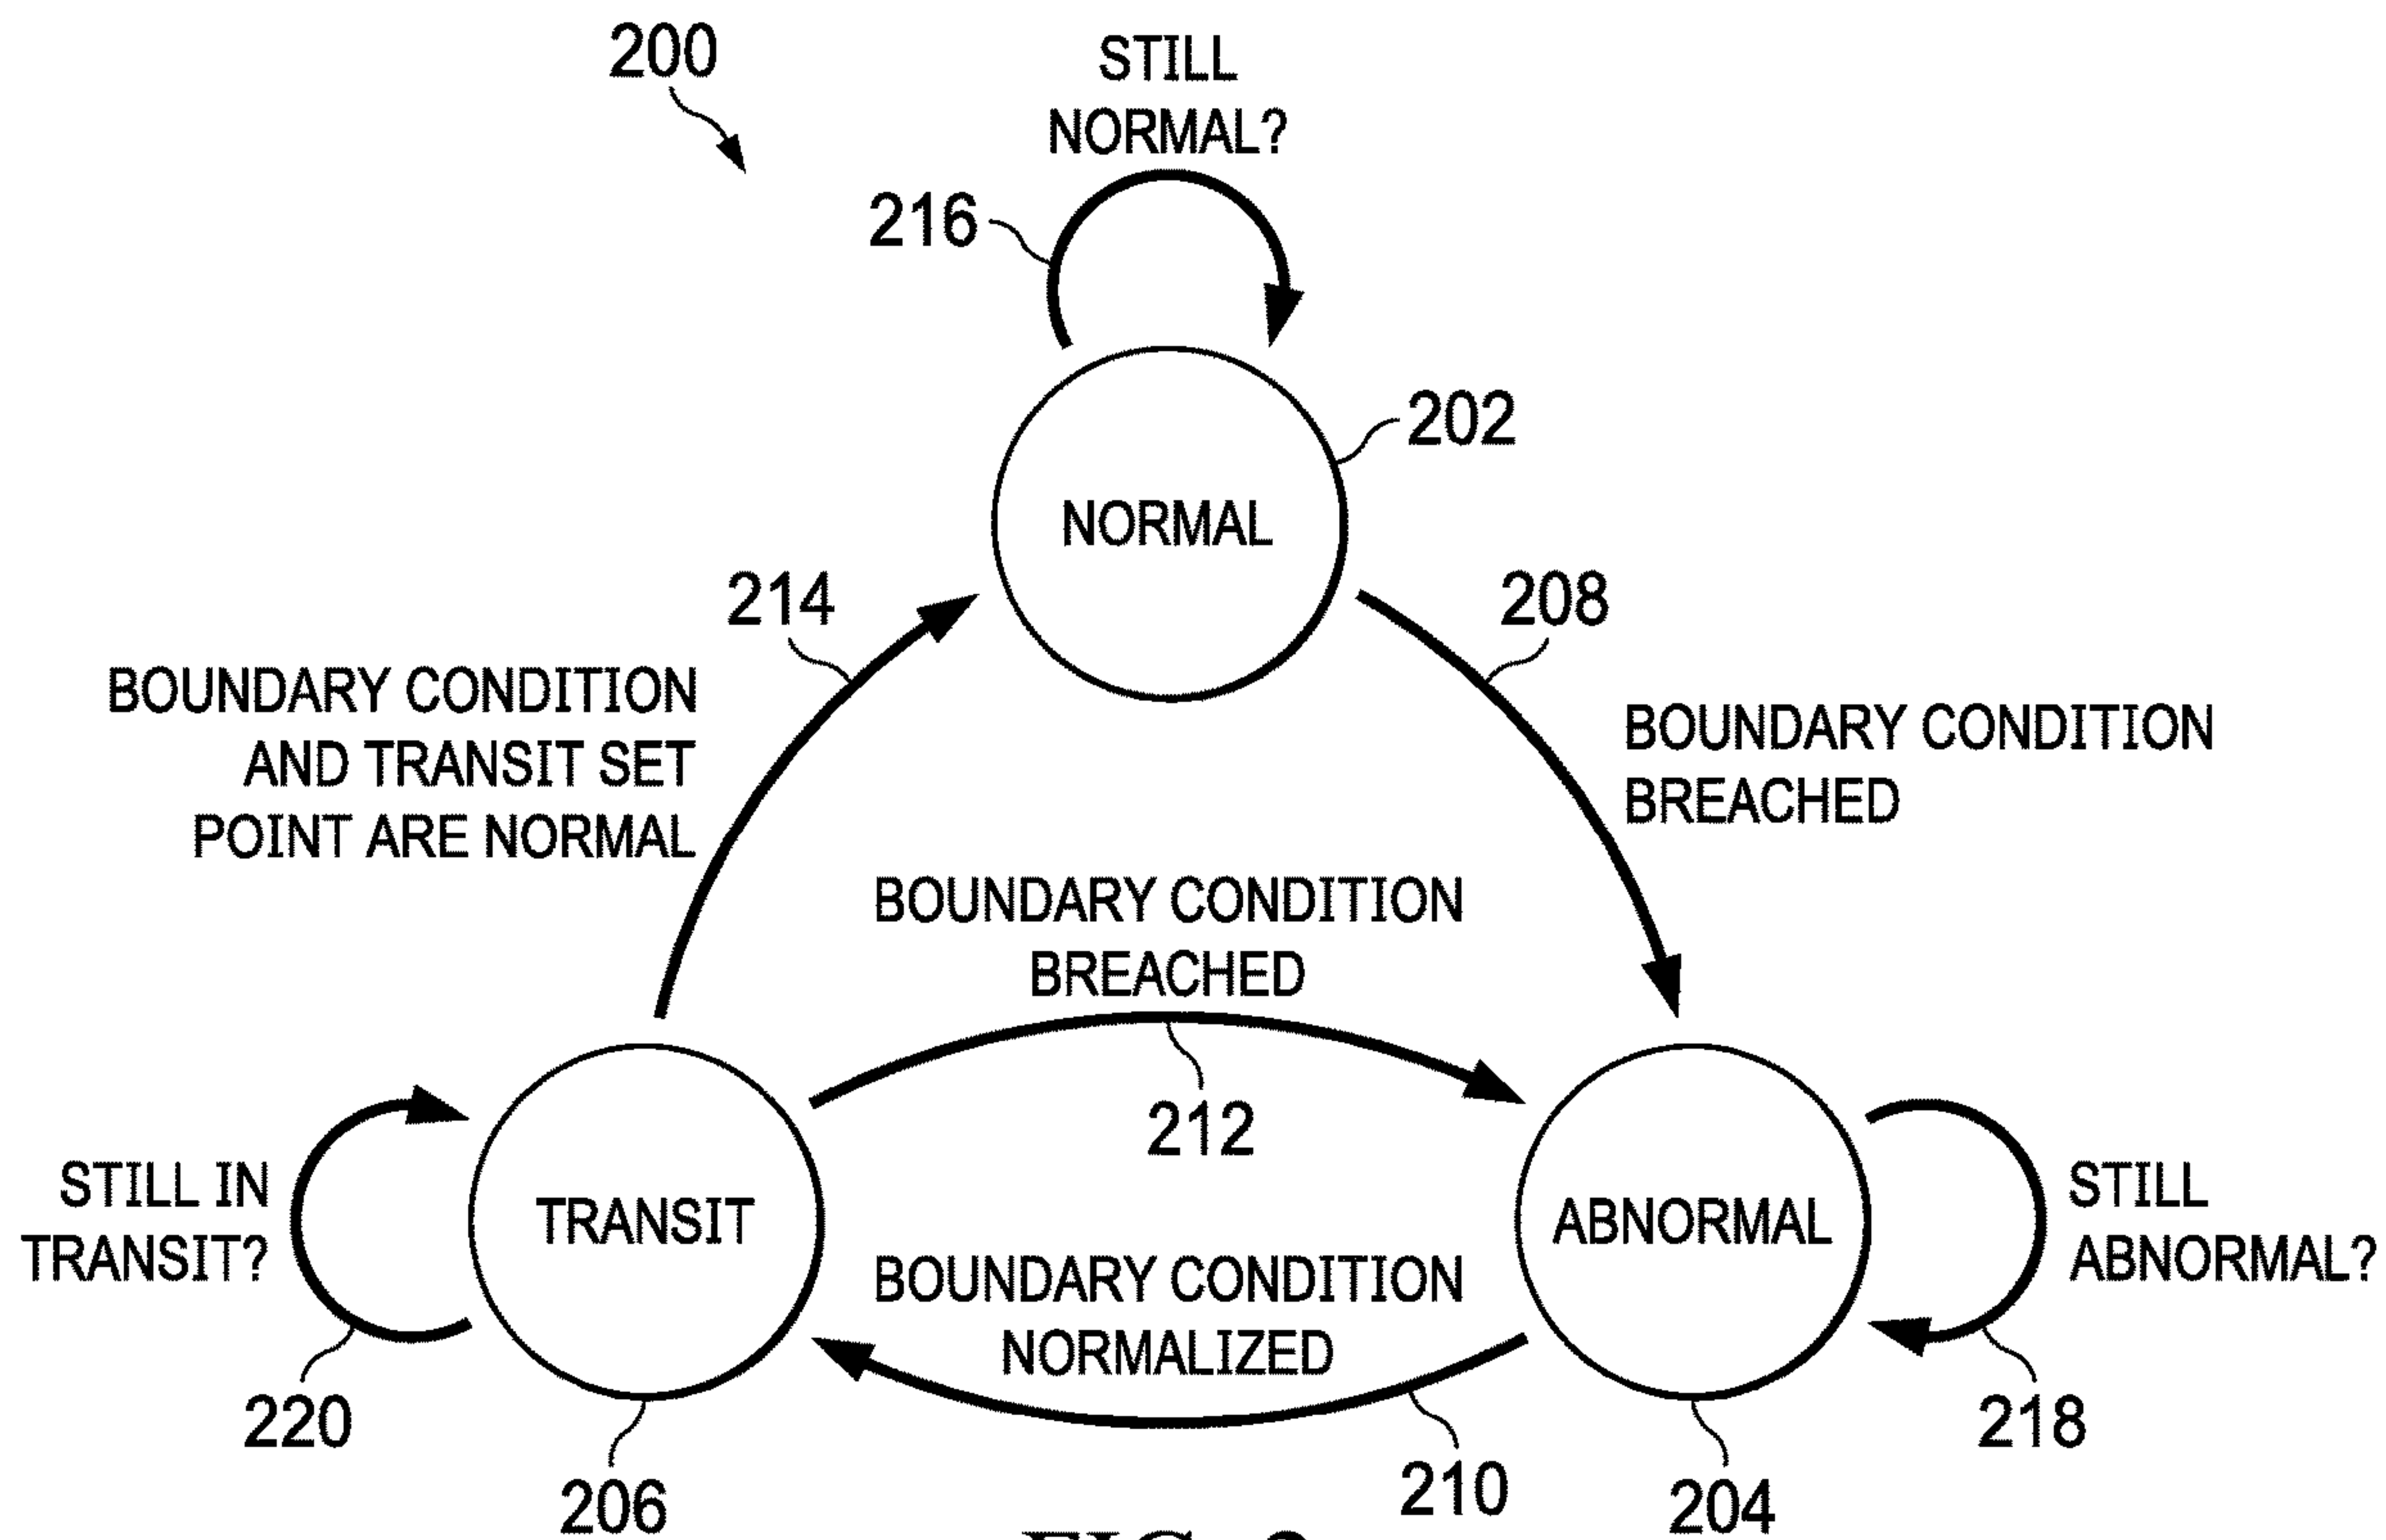 200
STILL
NORMAL?
216
202
NORMAL
214
208
BOUNDARY CONDITION
AND TRANSIT SET
POINT ARE NORMAL
BOUNDARY CONDITION
BREACHED
BOUNDARY CONDITION
BREACHED
212
STILL IN
TRANSIT?
TRANSIT
ABNORMAL
STILL
ABNORMAL?
BOUNDARY CONDITION
NORMALIZED
220
206
210
204
218